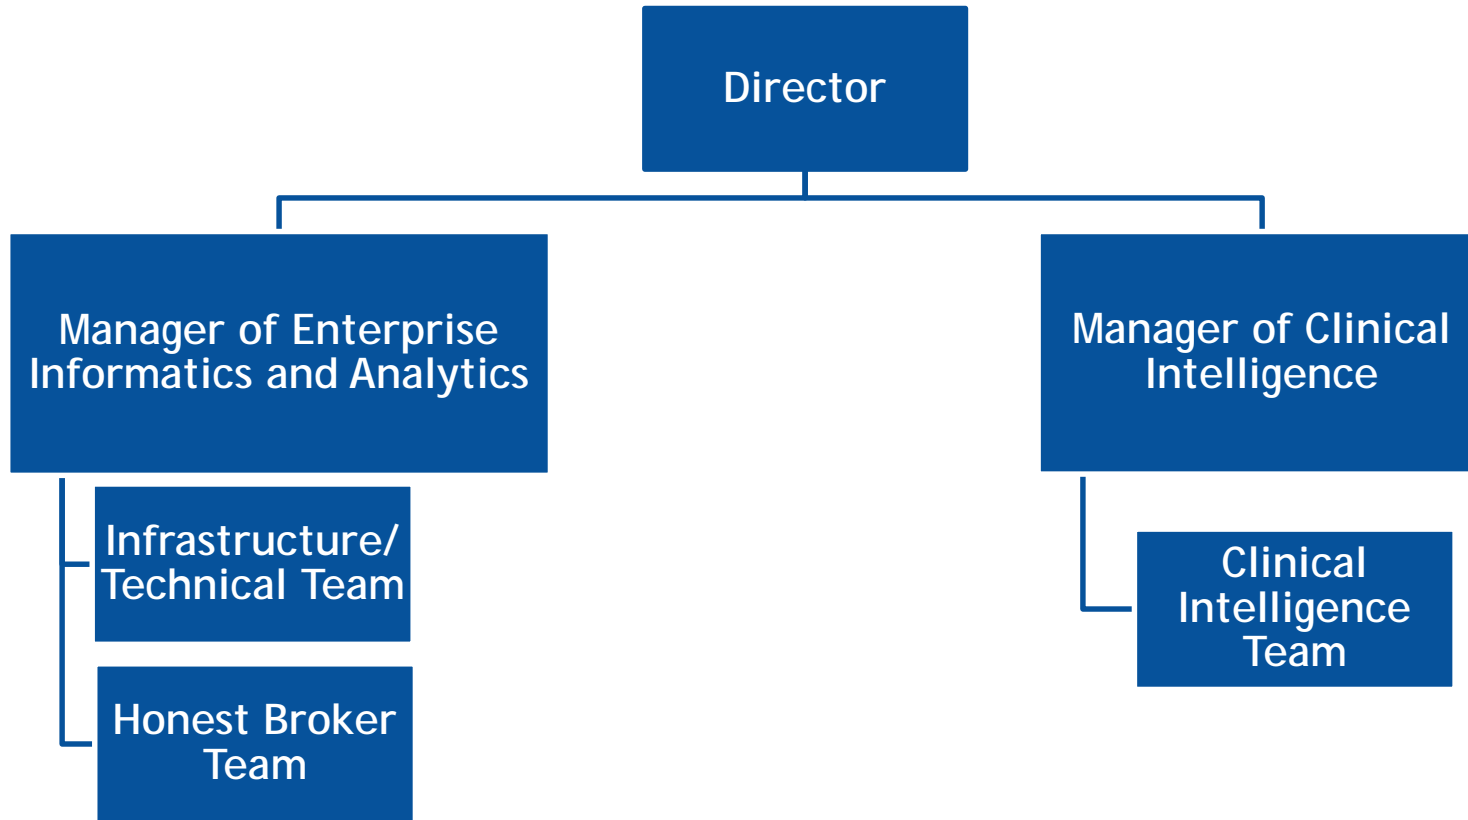 Director
Manager of Enterprise
Informatics and Analytics
Manager of Clinical
Intelligence
Infrastructure/
Technical Team
Clinical
Intelligence
Team
Honest Broker
Team